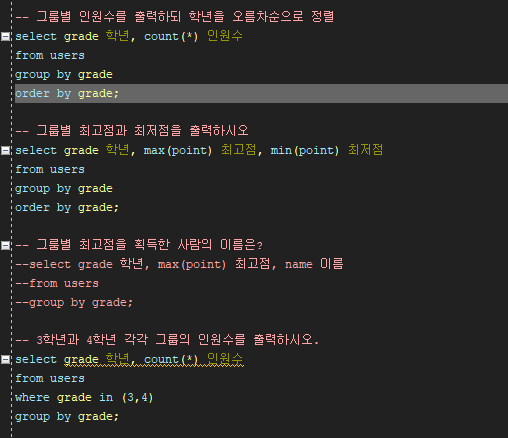 -- 그룹별 인원수를 출력하되 학년을 오름차순으로 정렬
select grade 학년, count(*) 인원수
from users
group by grade
order by grade;
-- 그룹별 최고점과 최저점을 출력하시오
select grade 학년, max(point) 최고점, min(point) 최저점
from users
group by grade
order by grade;
-- 그룹별 최고점을 획득한 사람의 이름은?
--select grade 학년, max(point) 최고점, name 이름
--from users
--group by grade;
-- 3학년과 4학년 각각 그룹의 인원수를 출력하시오.
select grade 학년, count(*) 인원수
from users
where grade in (3,4)
group by grade;